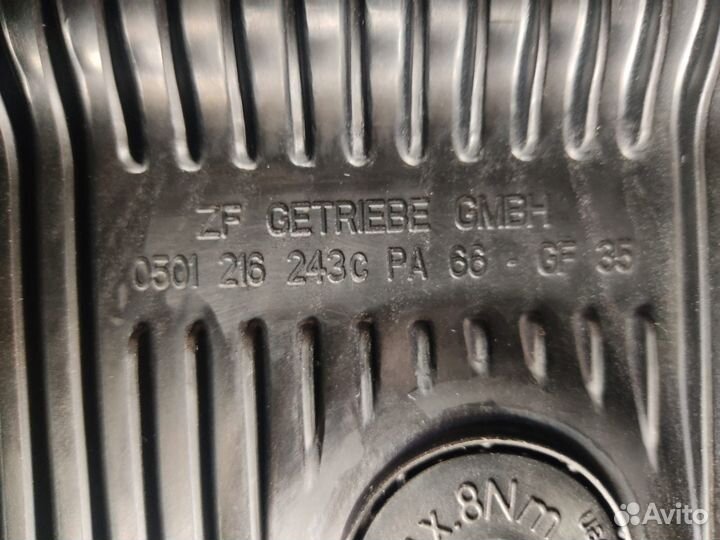 ZF GETRIEBE GMBH
0501 216 243C PA 66 - GF 35
x.8Nm
Avito